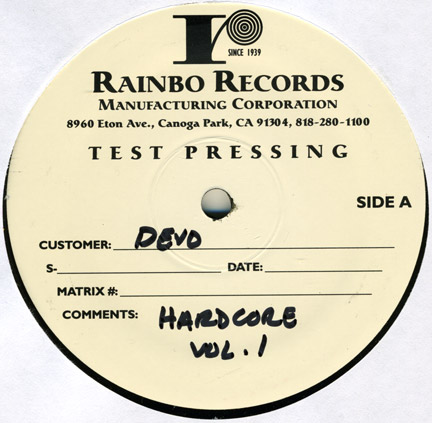 r
SINCE 1939
RAINBO RECORDS
MANUFACTURING CORPORATION
8960 Eton Ave., Canoga Park, CA 91304, 818-280-1100
TEST PRESSING
SIDE A
CUSTOMER: DEVO
S- DATE:
MATRIX #:
COMMENTS: HARDCORE
VOL. 1